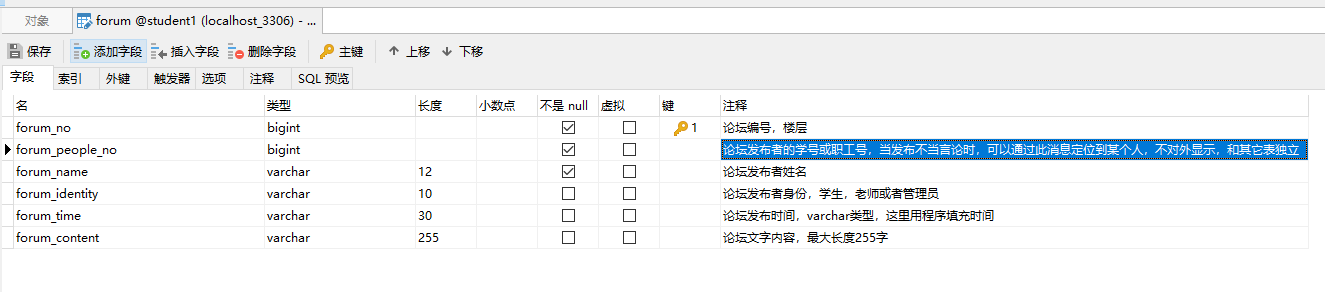 对象 forum @student1 (localhost_3306) - ...
保存 添加字段 插入字段 删除字段 主键 上移 下移
字段 索引 外键 触发器 选项 注释 SQL 预览
名 类型 长度 小数点 不是 null 虚拟 键 注释
forum_no bigint 1 论坛编号，楼层
forum_people_no bigint 论坛发布者的学号或职工号，当发布不当言论时，可以通过此消息定位到某个人，不对外显示，和其它表独立
forum_name varchar 12 论坛发布者姓名
forum_identity varchar 10 论坛发布者身份，学生，老师或者管理员
forum_time varchar 30 论坛发布时间，varchar类型，这里用程序填充时间
forum_content varchar 255 论坛文字内容，最大长度255字